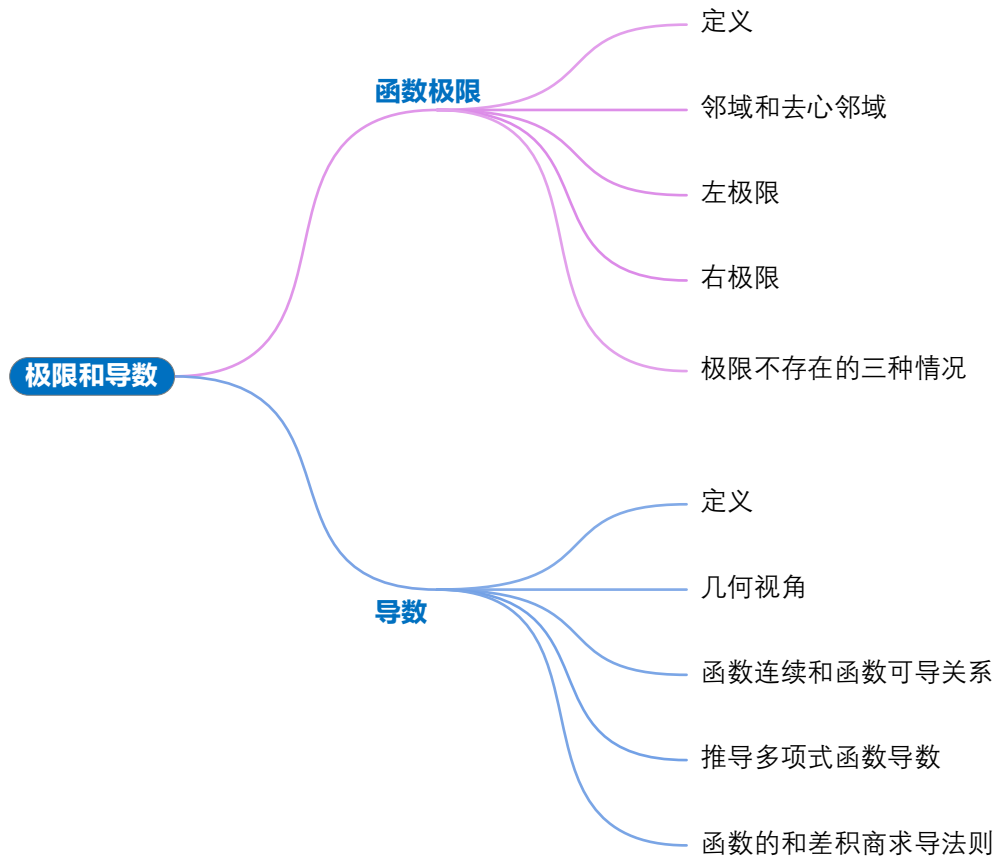 极限和导数
函数极限
定义
邻域和去心邻域
左极限
右极限
极限不存在的三种情况
导数
定义
几何视角
函数连续和函数可导关系
推导多项式函数导数
函数的和差积商求导法则